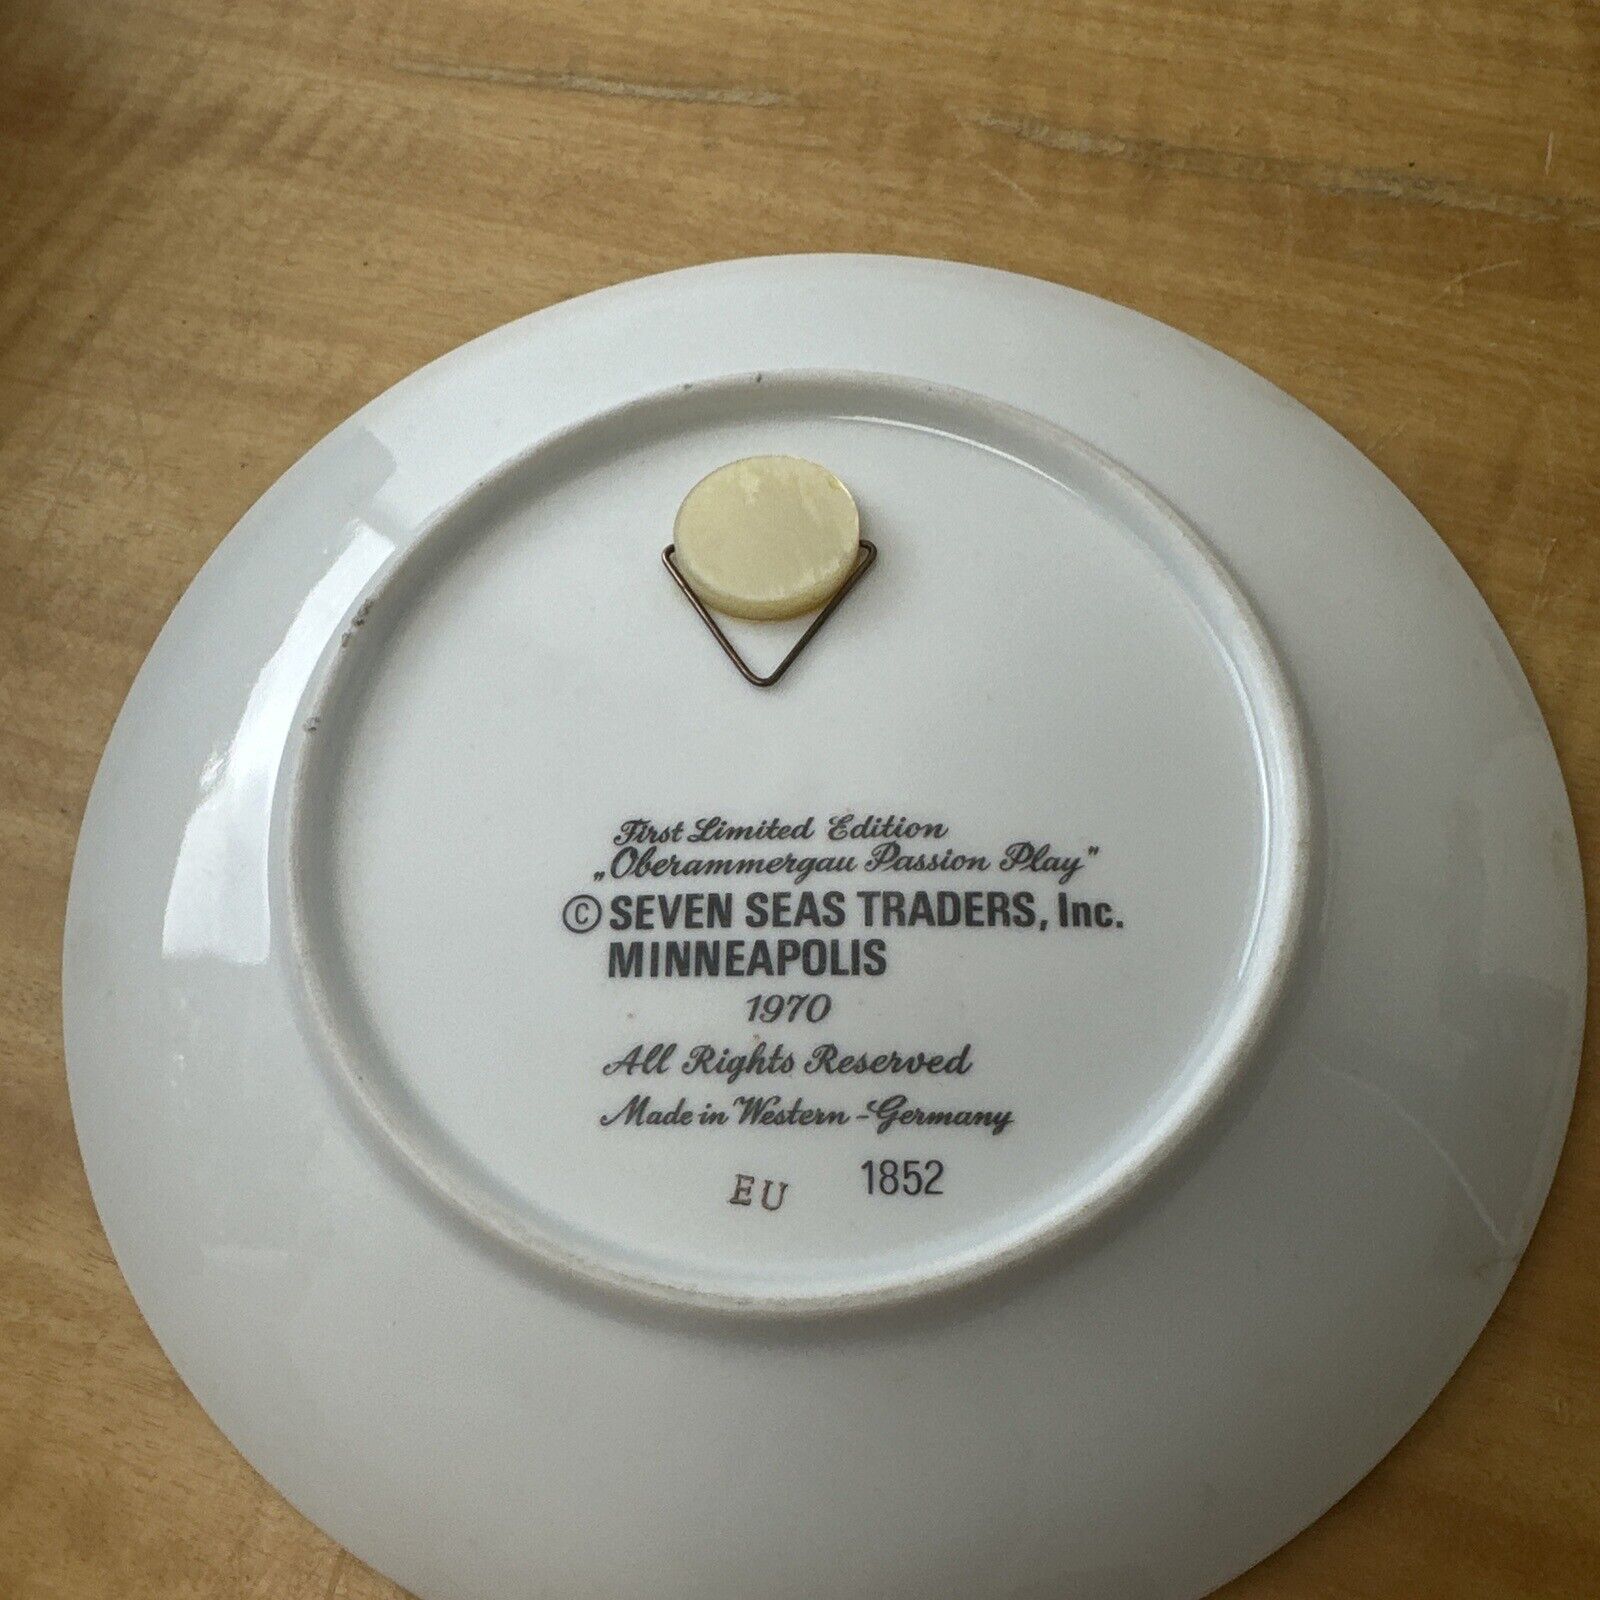 First Limited Edition
„Oberammergau Passion Play”
© SEVEN SEAS TRADERS, Inc.
MINNEAPOLIS
1970
All Rights Reserved
Made in Western-Germany
EU 1852